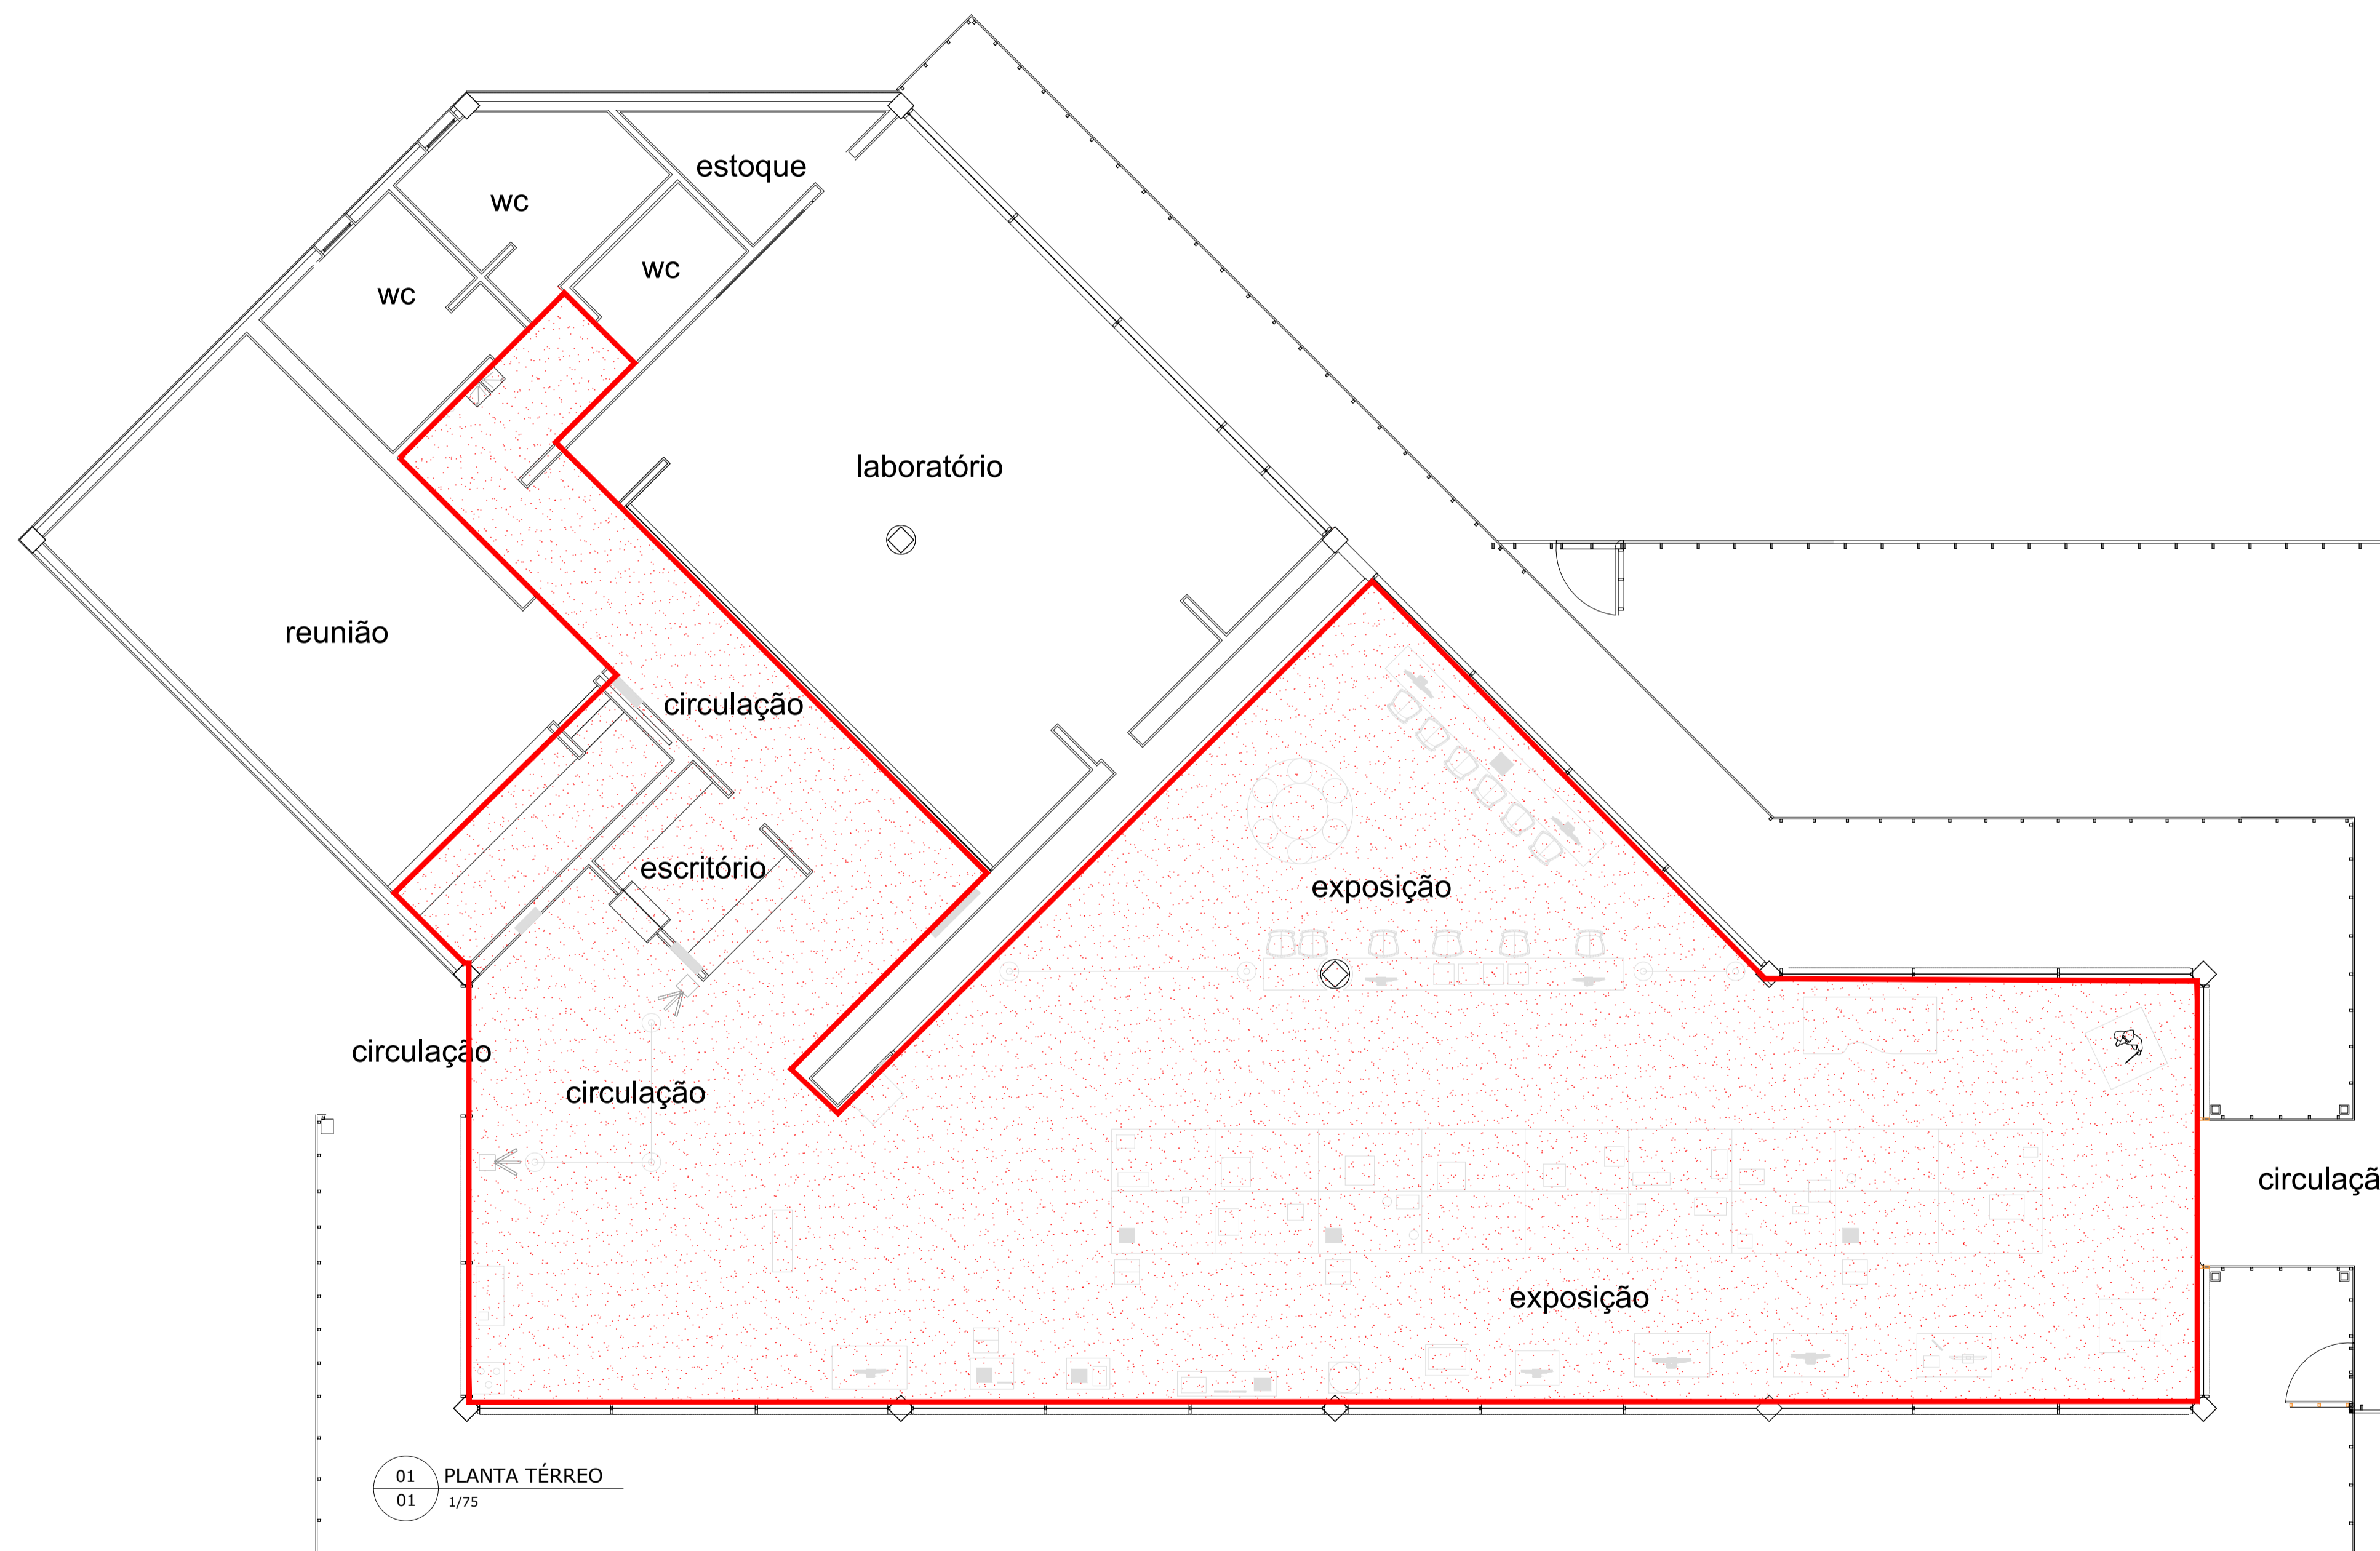 estoque
wc
wc
wc
laboratório
reunião
circulação
escritório
exposição
circulação
circulação
circulaçã
exposição
01
PLANTA TÉRREO
01
1/75